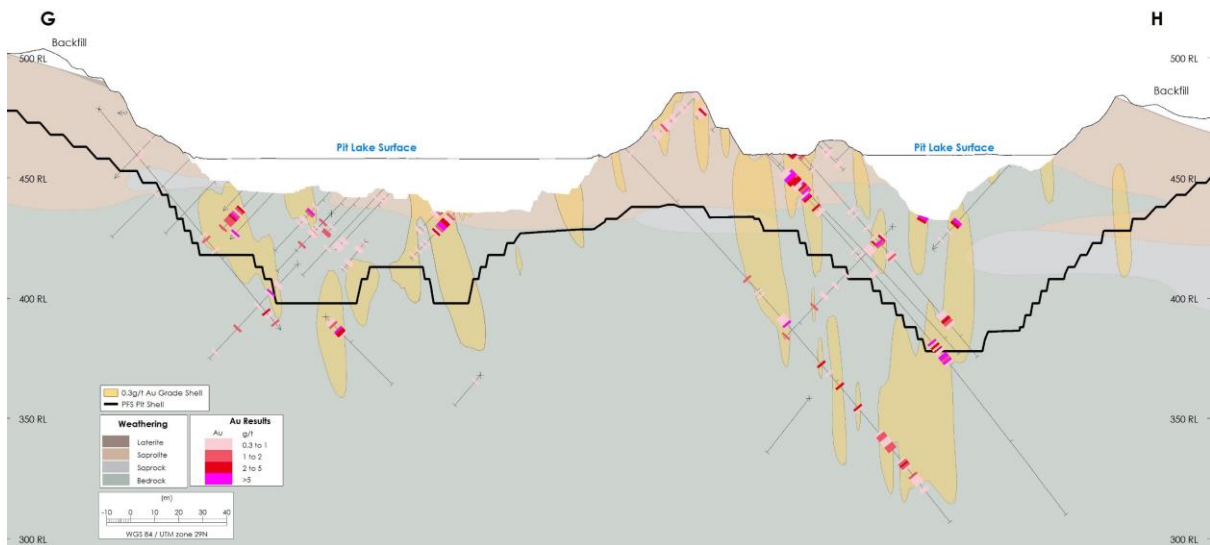 G H
Backfill
500 RL 500 RL
Backfill
Pit Lake Surface Pit Lake Surface
450 RL 450 RL
400 RL 400 RL
0.3g/t Au Grade Shell
PFS Pit Shell
Weathering
Laterite
Saprolite
Saprock
Bedrock
Au Results
Au g/t
0.3 to 1
1 to 2
2 to 5
>5
350 RL 350 RL
(m)
-10 0 10 20 30 40
WGS 84 / UTM zone 29N
300 RL 300 RL